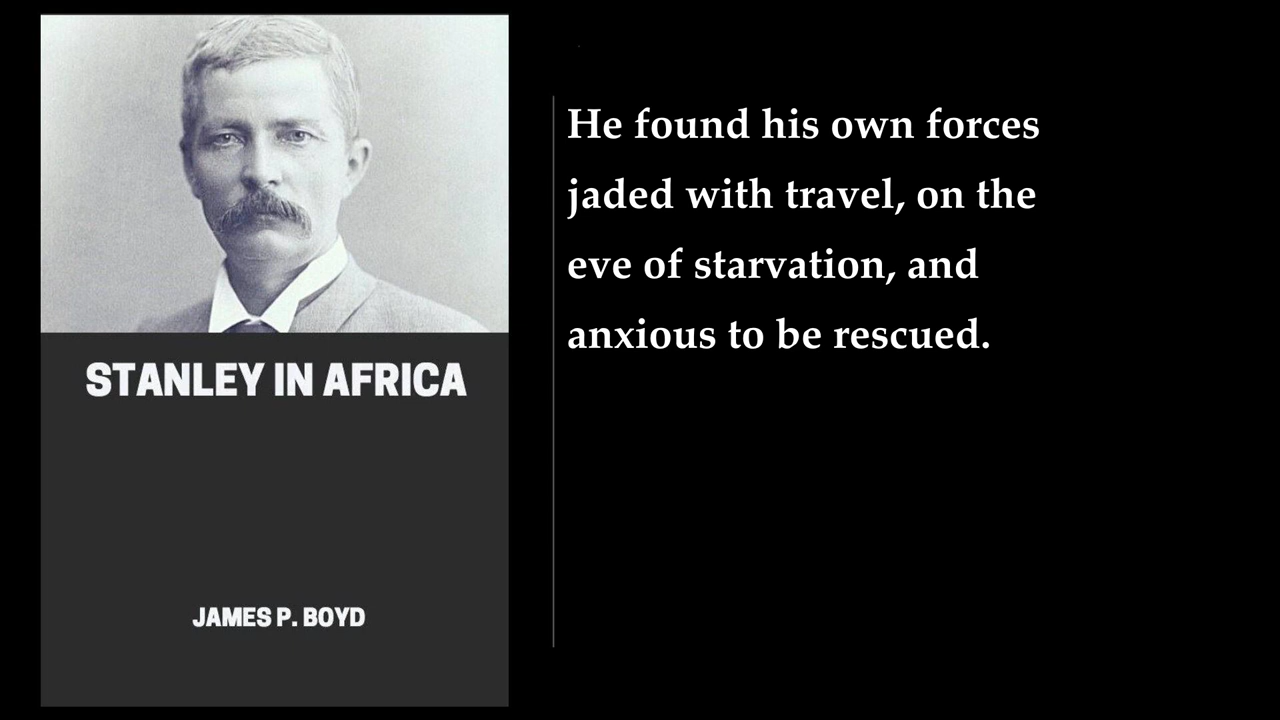 STANLEY IN AFRICA
JAMES P. BOYD
He found his own forces
jaded with travel, on the
eve of starvation, and
anxious to be rescued.